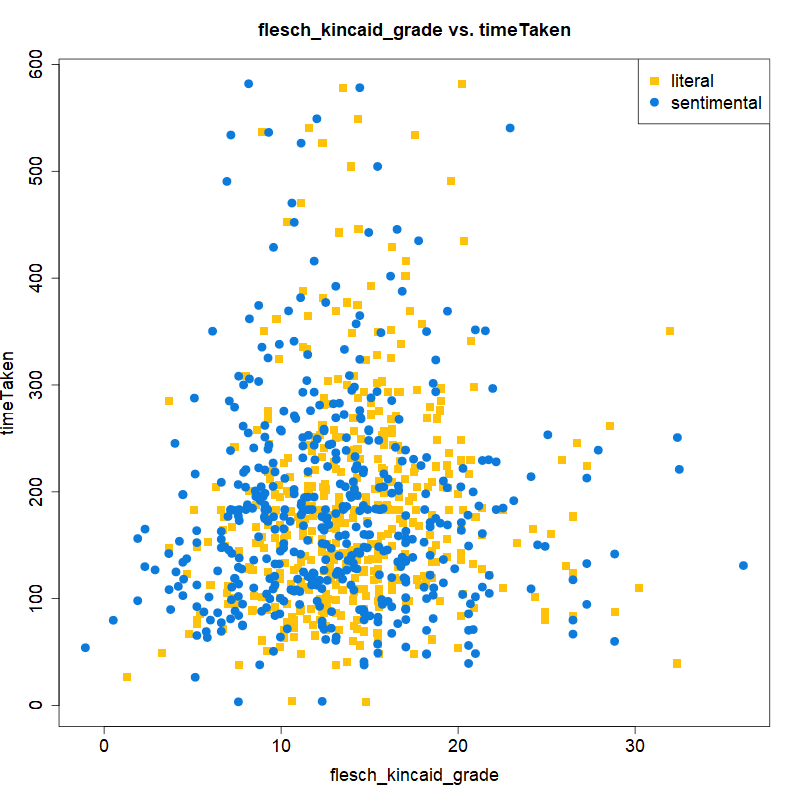 flesch_kincaid_grade vs. timeTaken
literal
sentimental
600
500
400
300
200
100
0
timeTaken
0 10 20 30
flesch_kincaid_grade